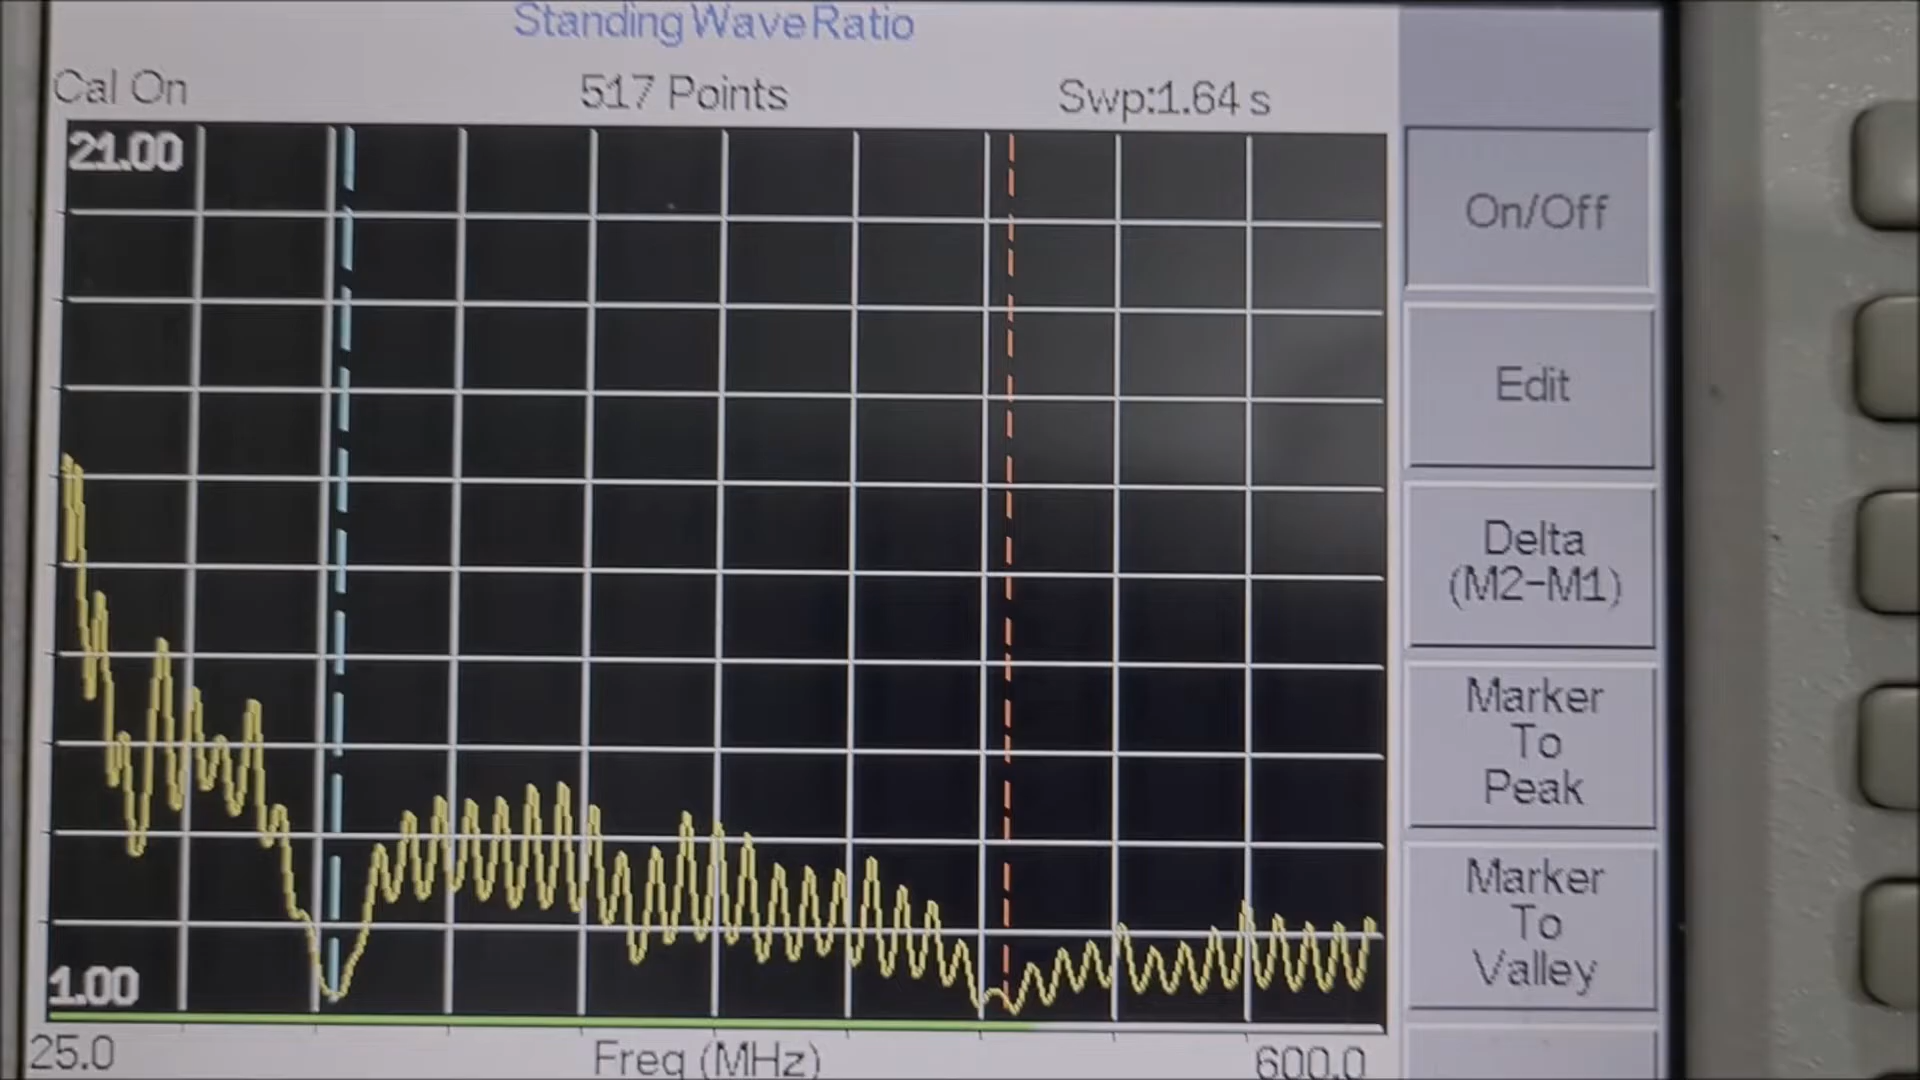 Standing Wave Ratio
Cal On
517 Points
Swp:1.64 s
21.00
1.00
25.0
Freq (MHz)
600.0
On/Off
Edit
Delta
(M2-M1)
Marker
To
Peak
Marker
To
Valley